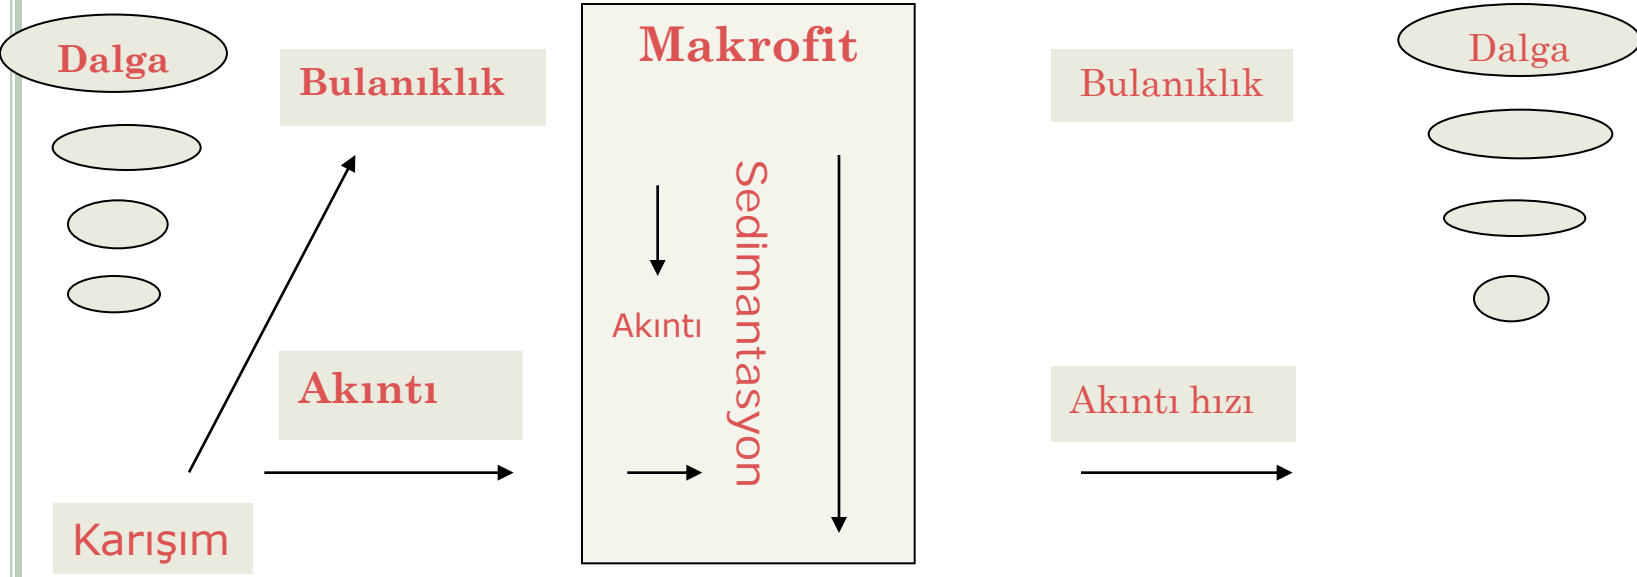 Dalga
Bulanıklık
Makrofit
Bulanıklık
Dalga
Sedimantasyon
Akıntı
Akıntı
Akıntı hızı
Karışım